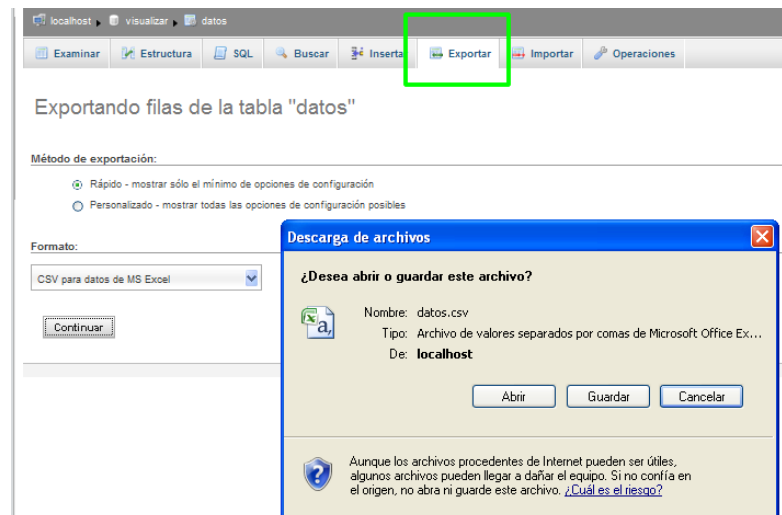 localhost ▸ visualizar ▸ datos
Examinar Estructura SQL Buscar Inserta Exportar Importar Operaciones
Exportando filas de la tabla "datos"
Método de exportación:
Rápido - mostrar sólo el mínimo de opciones de configuración
Personalizado - mostrar todas las opciones de configuración posibles
Formato:
CSV para datos de MS Excel
Continuar
Descarga de archivos
¿Desea abrir o guardar este archivo?
Nombre: datos.csv
Tipo: Archivo de valores separados por comas de Microsoft Office Ex...
De: localhost
Abrir Guardar Cancelar
Aunque los archivos procedentes de Internet pueden ser útiles,
algunos archivos pueden llegar a dañar el equipo. Si no confía en
el origen, no abra ni guarde este archivo. ¿Cuál es el riesgo?